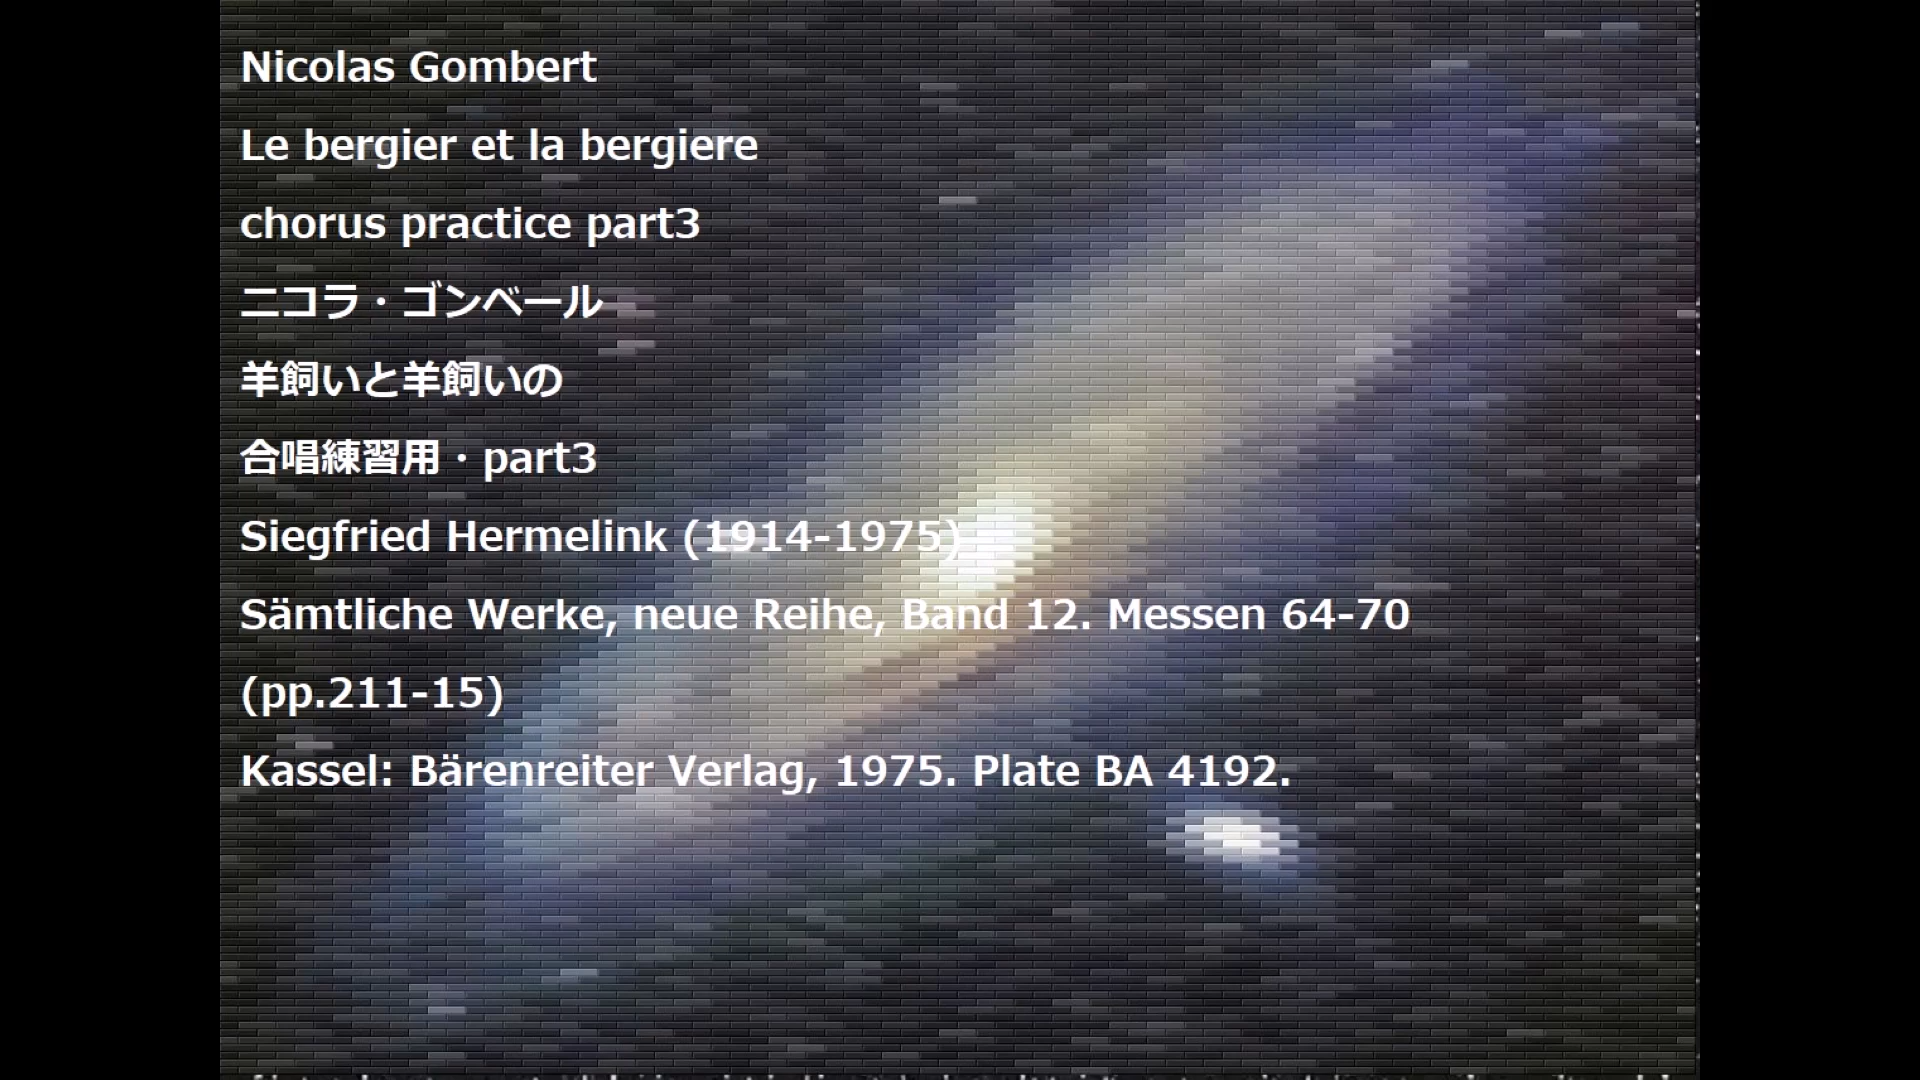 Nicolas Gombert
Le bergier et la bergiere
chorus practice part3
ニコラ・ゴンベール
羊飼いと羊飼いの
合唱練習用・part3
Siegfried Hermelink (1914-1975)
Sämtliche Werke, neue Reihe, Band 12. Messen 64-70
(pp.211-15)
Kassel: Bärenreiter Verlag, 1975. Plate BA 4192.